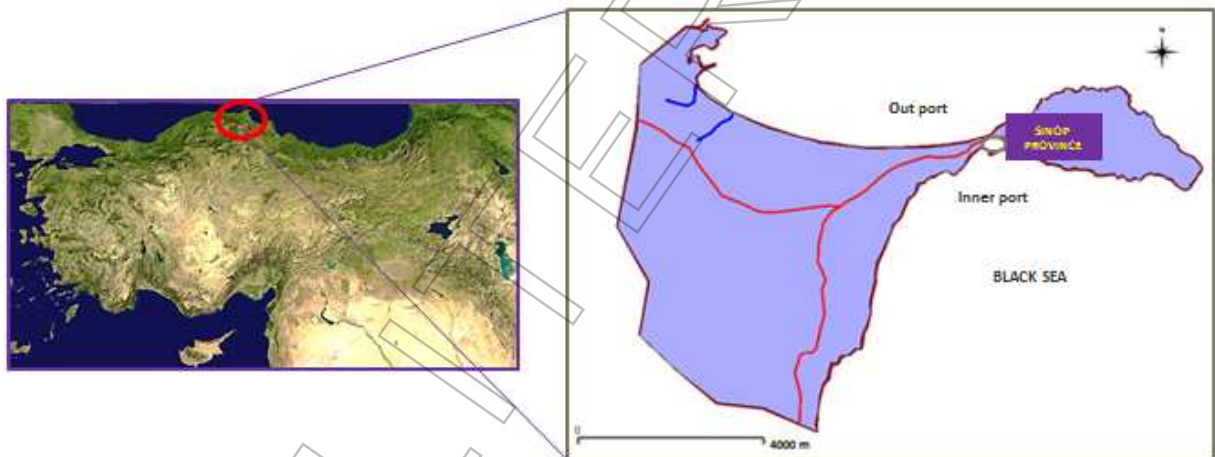 Out port
SINOP
PROVINCE
Inner port
BLACK SEA
0
4000 m